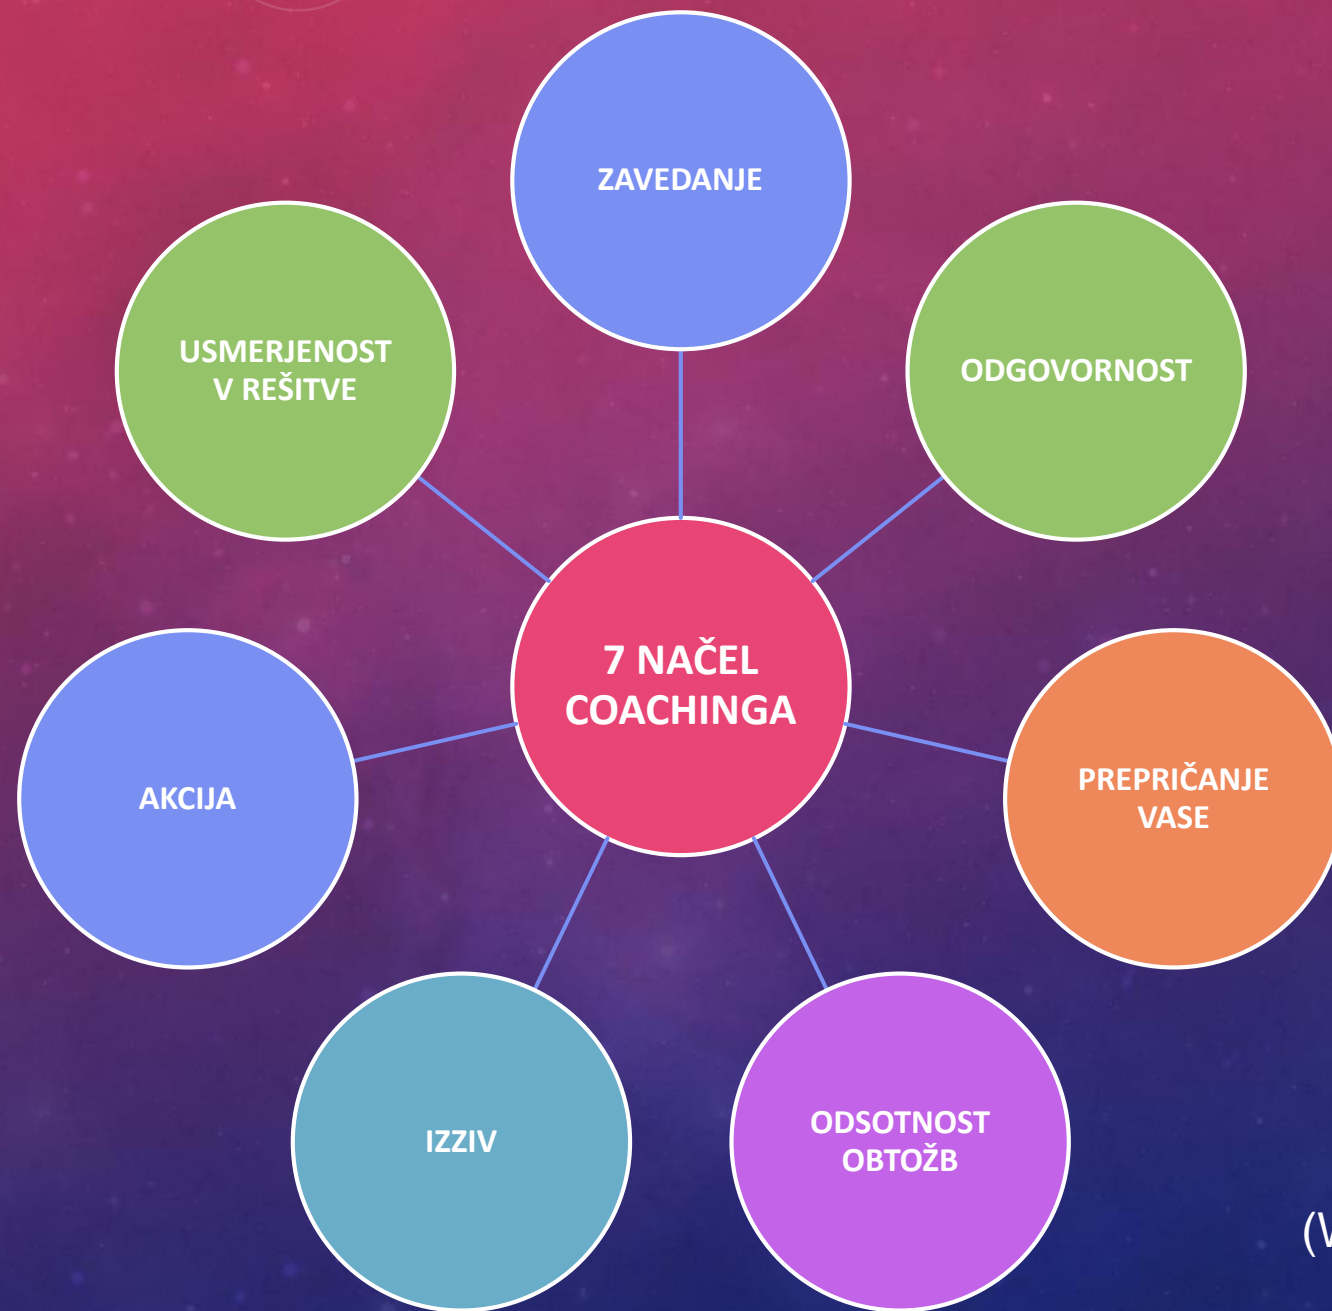 ZAVEDANJE
USMERJENOST
V REŠITVE
ODGOVORNOST
7 NAČEL
COACHINGA
AKCIJA
PREPRIČANJE
VASE
IZZIV
ODSOTNOST
OBTOŽB